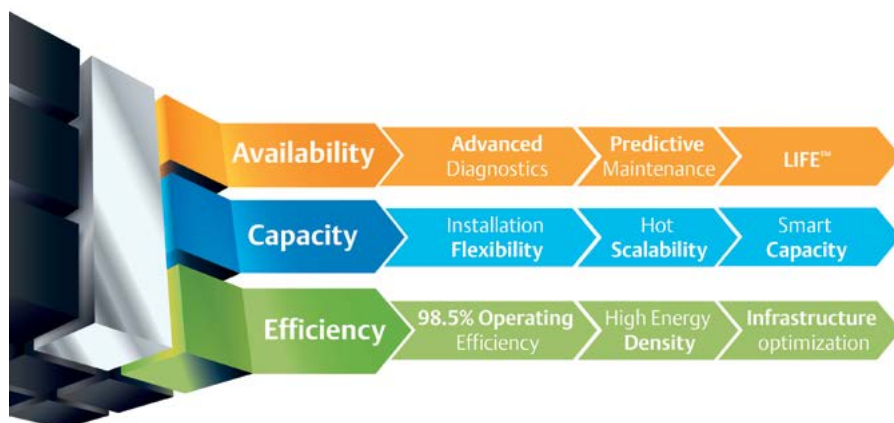 Availability
Advanced
Diagnostics
Predictive
Maintenance
LIFE™
Capacity
Installation
Flexibility
Hot
Scalability
Smart
Capacity
Efficiency
98.5% Operating
Efficiency
High Energy
Density
Infrastructure
optimization